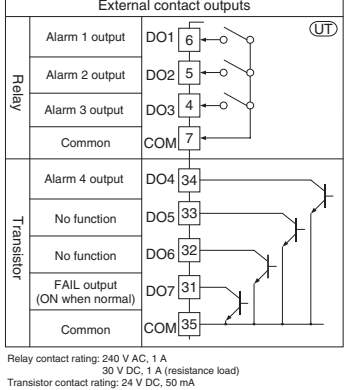 External contact outputs
UT
Relay
Alarm 1 output DO1 6
Alarm 2 output DO2 5
Alarm 3 output DO3 4
Common COM 7
Transistor
Alarm 4 output DO4 34
No function DO5 33
No function DO6 32
FAIL output
(ON when normal) DO7 31
Common COM 35
Relay contact rating: 240 V AC, 1 A
30 V DC, 1 A (resistance load)
Transistor contact rating: 24 V DC, 50 mA